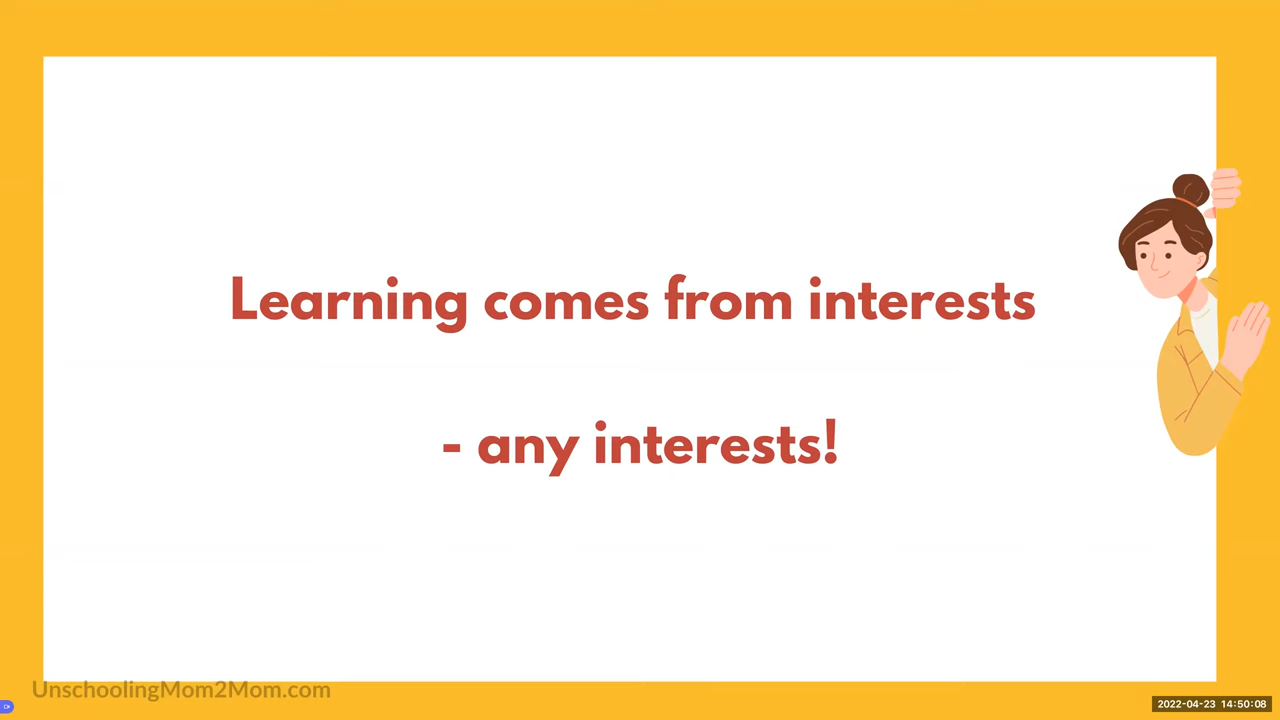 Learning comes from interests
- any interests!
UnschoolingMom2Mom.com
2022-04-23 14:50:08